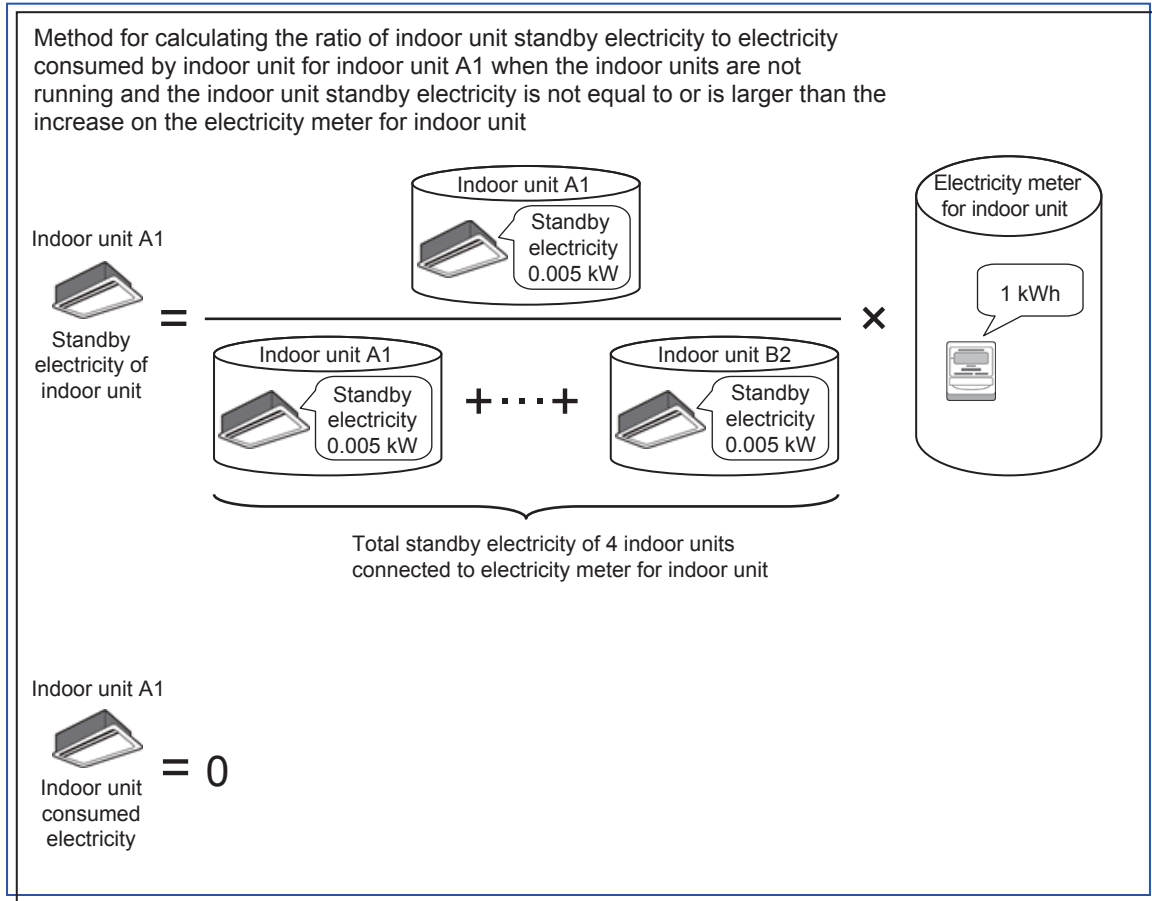 Method for calculating the ratio of indoor unit standby electricity to electricity
consumed by indoor unit for indoor unit A1 when the indoor units are not
running and the indoor unit standby electricity is not equal to or is larger than the
increase on the electricity meter for indoor unit
Indoor unit A1
Standby
electricity of
indoor unit
=
Indoor unit A1
Standby
electricity
0.005 kW
Indoor unit A1
Standby
electricity
0.005 kW
+····+
Indoor unit B2
Standby
electricity
0.005 kW
Total standby electricity of 4 indoor units
connected to electricity meter for indoor unit
×
Electricity meter
for indoor unit
1 kWh
Indoor unit A1
Indoor unit
consumed
electricity
= 0